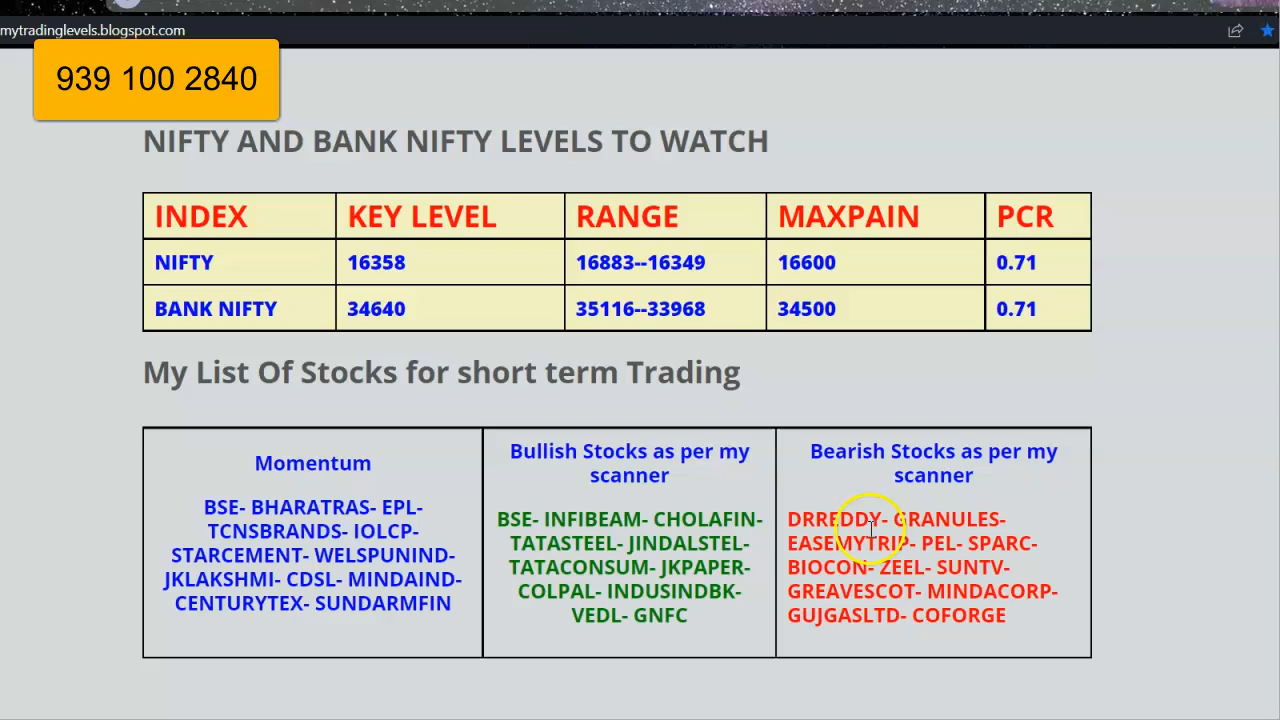 mytradinglevels.blogspot.com
939 100 2840
NIFTY AND BANK NIFTY LEVELS TO WATCH
INDEX KEY LEVEL RANGE MAXPAIN PCR
NIFTY 16358 16883--16349 16600 0.71
BANK NIFTY 34640 35116--33968 34500 0.71
My List Of Stocks for short term Trading
Momentum
BSE- BHARATRAS- EPL-
TCNSBRANDS- IOLCP-
STARCEMENT- WELSPUNIND-
JKLAKSHMI- CDSL- MINDAIND-
CENTURYTEX- SUNDARMFIN
Bullish Stocks as per my
scanner
BSE- INFIBEAM- CHOLAFIN-
TATASTEEL- JINDALSTEL-
TATACONSUM- JKPAPER-
COLPAL- INDUSINDBK-
VEDL- GNFC
Bearish Stocks as per my
scanner
DRREDDY- GRANULES-
EASEMYTRIP- PEL- SPARC-
BIOCON- ZEEL- SUNTV-
GREAVESCOT- MINDACORP-
GUJGASLTD- COFORGE